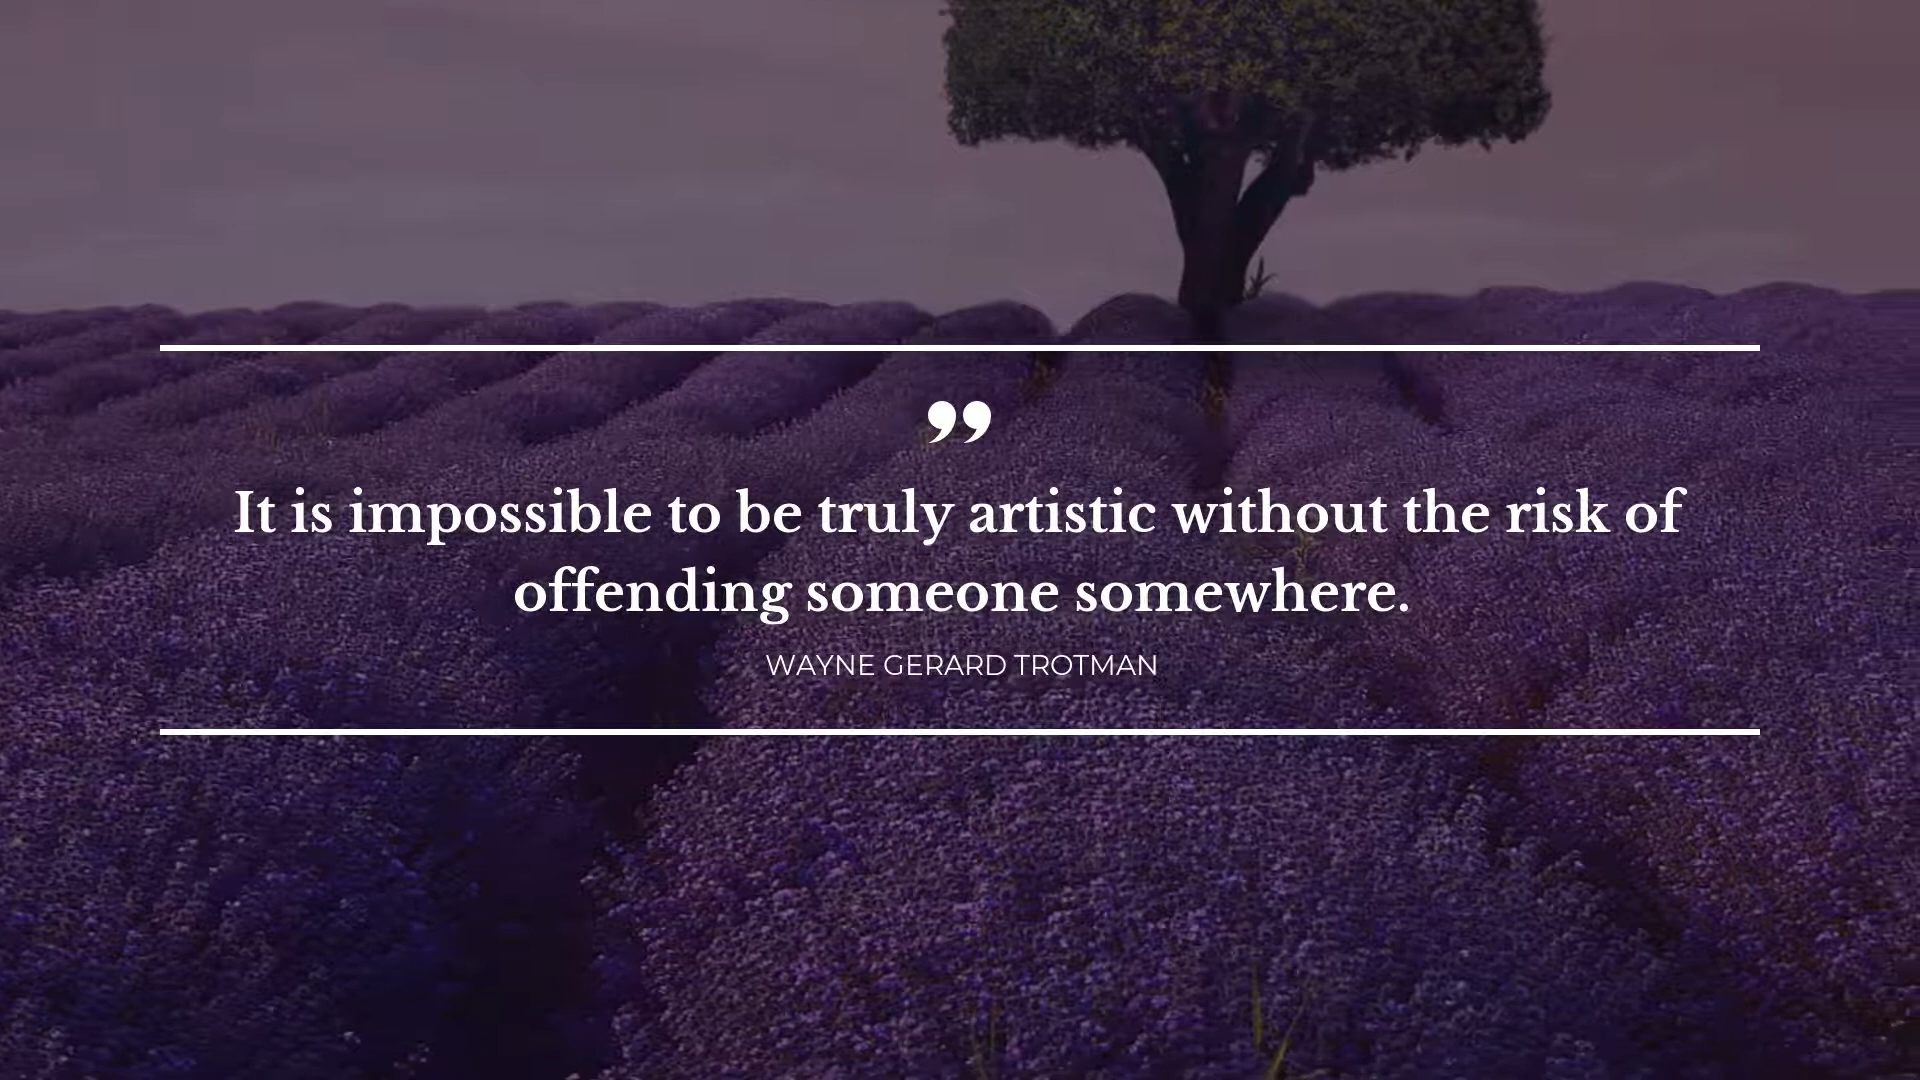 ”
It is impossible to be truly artistic without the risk of
offending someone somewhere.
WAYNE GERARD TROTMAN